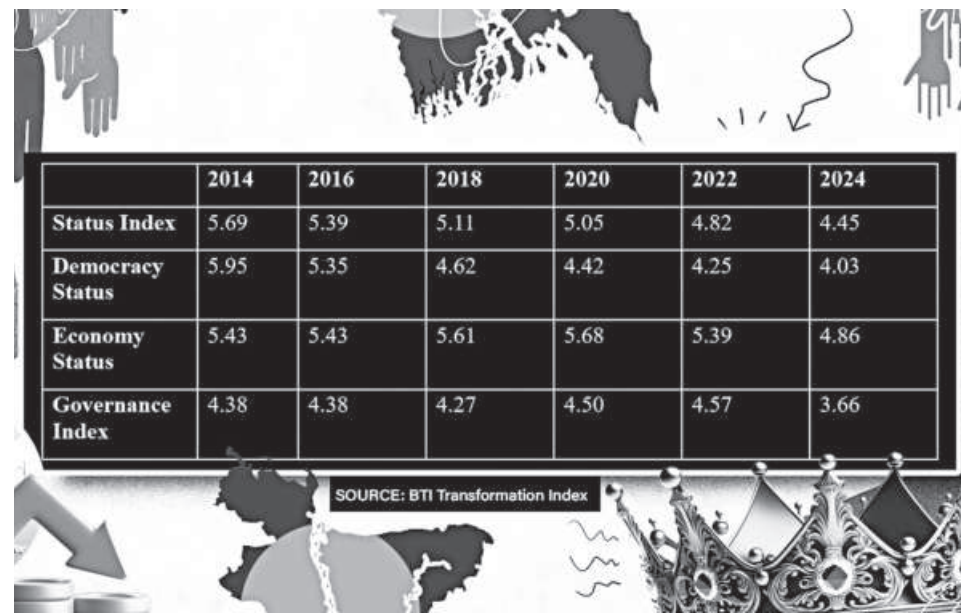 2014 2016 2018 2020 2022 2024
Status Index 5.69 5.39 5.11 5.05 4.82 4.45
Democracy Status 5.95 5.35 4.62 4.42 4.25 4.03
Economy Status 5.43 5.43 5.61 5.68 5.39 4.86
Governance Index 4.38 4.38 4.27 4.50 4.57 3.66
SOURCE: BTI Transformation Index